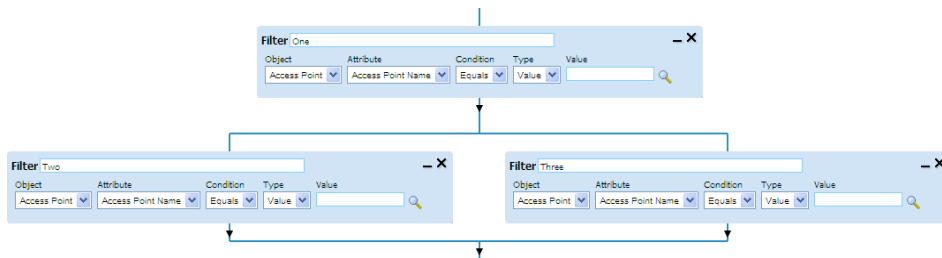 Filter One
Object Attribute Condition Type Value
Access Point Access Point Name Equals Value
Filter Two
Object Attribute Condition Type Value
Access Point Access Point Name Equals Value
Filter Three
Object Attribute Condition Type Value
Access Point Access Point Name Equals Value